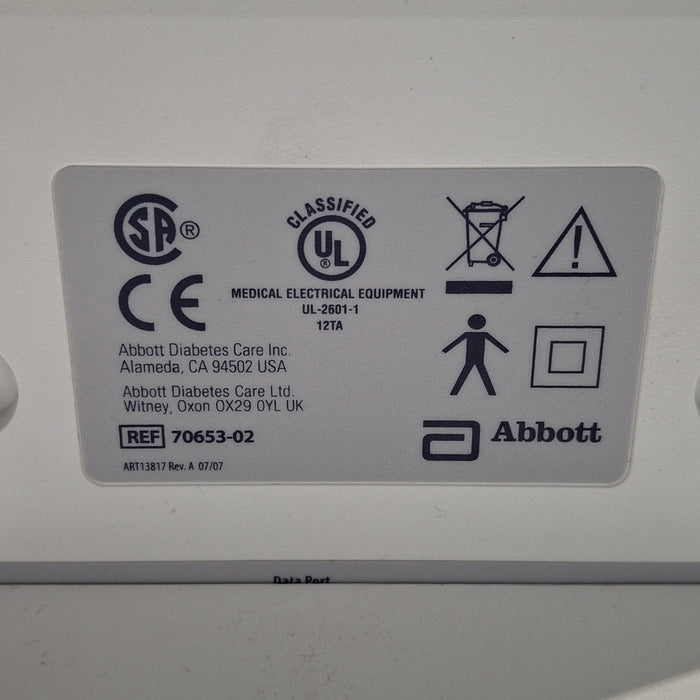 SA®
CE
CLASSIFIED
UL®
MEDICAL ELECTRICAL EQUIPMENT
UL-2601-1
12TA
Abbott Diabetes Care Inc.
Alameda, CA 94502 USA
Abbott Diabetes Care Ltd.
Witney, Oxon OX29 0YL UK
REF 70653-02
ART13817 Rev. A 07/07
Abbott
Data Port